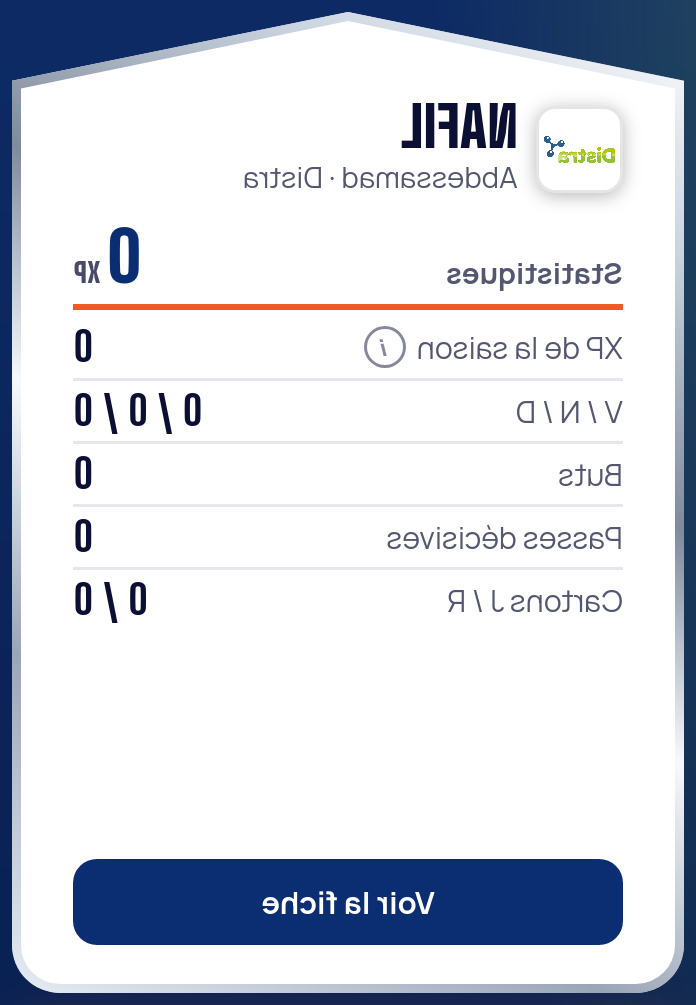 Distra
NAFIL
Abdessamad · Distra
Statistiques 0 XP
XP de la saison i 0
V / N / D 0 / 0 / 0
Buts 0
Passes décisives 0
Cartons J / R 0 / 0
Voir la fiche